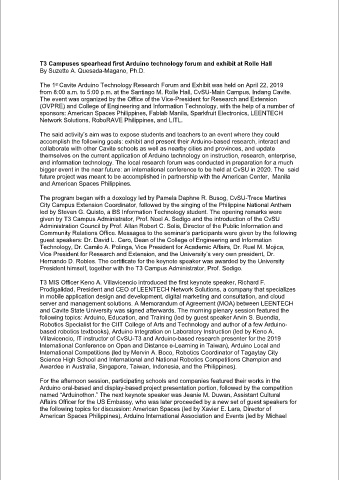 T3 Campuses spearhead first Arduino technology forum and exhibit at Rolle Hall
By Suzette A. Quesada-Magano, Ph.D.
The 1st Cavite Arduino Technology Research Forum and Exhibit was held on April 22, 2019
from 8:00 a.m. to 5:00 p.m. at the Santiago M. Rolle Hall, CvSU-Main Campus, Indang Cavite.
The event was organized by the Office of the Vice-President for Research and Extension
(OVPRE) and College of Engineering and Information Technology, with the help of a number of
sponsors: American Spaces Philippines, Fablab Manila, Sparkfruit Electronics, LEENTECH
Network Solutions, RoboRAVE Philippines, and LITL.
The said activity's aim was to expose students and teachers to an event where they could
accomplish the following goals: exhibit and present their Arduino-based research, interact and
collaborate with other Cavite schools as well as nearby cities and provinces, and update
themselves on the current application of Arduino technology on instruction, research, enterprise,
and information technology. The local research forum was conducted in preparation for a much
bigger event in the near future: an international conference to be held at CvSU in 2020. The said
future project was meant to be accomplished in partnership with the American Center, Manila
and American Spaces Philippines.
The program began with a doxology led by Pamela Daphne R. Busog, CvSU-Trece Martires
City Campus Extension Coordinator, followed by the singing of the Philippine National Anthem
led by Steven G. Quisto, a BS Information Technology student. The opening remarks were
given by T3 Campus Administrator, Prof. Noel A. Sodigo and the introduction of the CvSU
Administration Council by Prof. Allan Robert C. Solis, Director of the Public Information and
Community Relations Office. Messages to the seminar's participants were given by the following
guest speakers: Dr. David L. Cero, Dean of the College of Engineering and Information
Technology, Dr. Camilo A. Polinga, Vice President for Academic Affairs, Dr. Ruel M. Mojica,
Vice President for Research and Extension, and the University's very own president, Dr.
Hernando D. Robles. The certificate for the keynote speaker was awarded by the University
President himself, together with the T3 Campus Administrator, Prof. Sodigo.
T3 MIS Officer Keno A. Villavicencio introduced the first keynote speaker, Richard F.
Prodigalidad, President and CEO of LEENTECH Network Solutions, a company that specializes
in mobile application design and development, digital marketing and consultation, and cloud
server and management solutions. A Memorandum of Agreement (MOA) between LEENTECH
and Cavite State University was signed afterwards. The morning plenary session featured the
following topics: Arduino, Education, and Training (led by guest speaker Arvin S. Buendia,
Robotics Specialist for the CIIT College of Arts and Technology and author of a few Arduino-
based robotics textbooks), Arduino Integration on Laboratory Instruction (led by Keno A.
Villavicencio, IT instructor of CvSU-T3 and Arduino-based research presenter for the 2019
International Conference on Open and Distance e-Learning in Taiwan), Arduino Local and
International Competitions (led by Mervin A. Boco, Robotics Coordinator of Tagaytay City
Science High School and International and National Robotics Competitions Champion and
Awardee in Australia, Singapore, Taiwan, Indonesia, and the Philippines).
For the afternoon session, participating schools and companies featured their works in the
Arduino oral-based and display-based project presentation portion, followed by the competition
named "Arduinothon." The next keynote speaker was Jeanie M. Duwan, Assistant Cultural
Affairs Officer for the US Embassy, who was later proceeded by a new set of guest speakers for
the following topics for discussion: American Spaces (led by Xavier E. Lara, Director of
American Spaces Philippines), Arduino International Association and Events (led by Michael